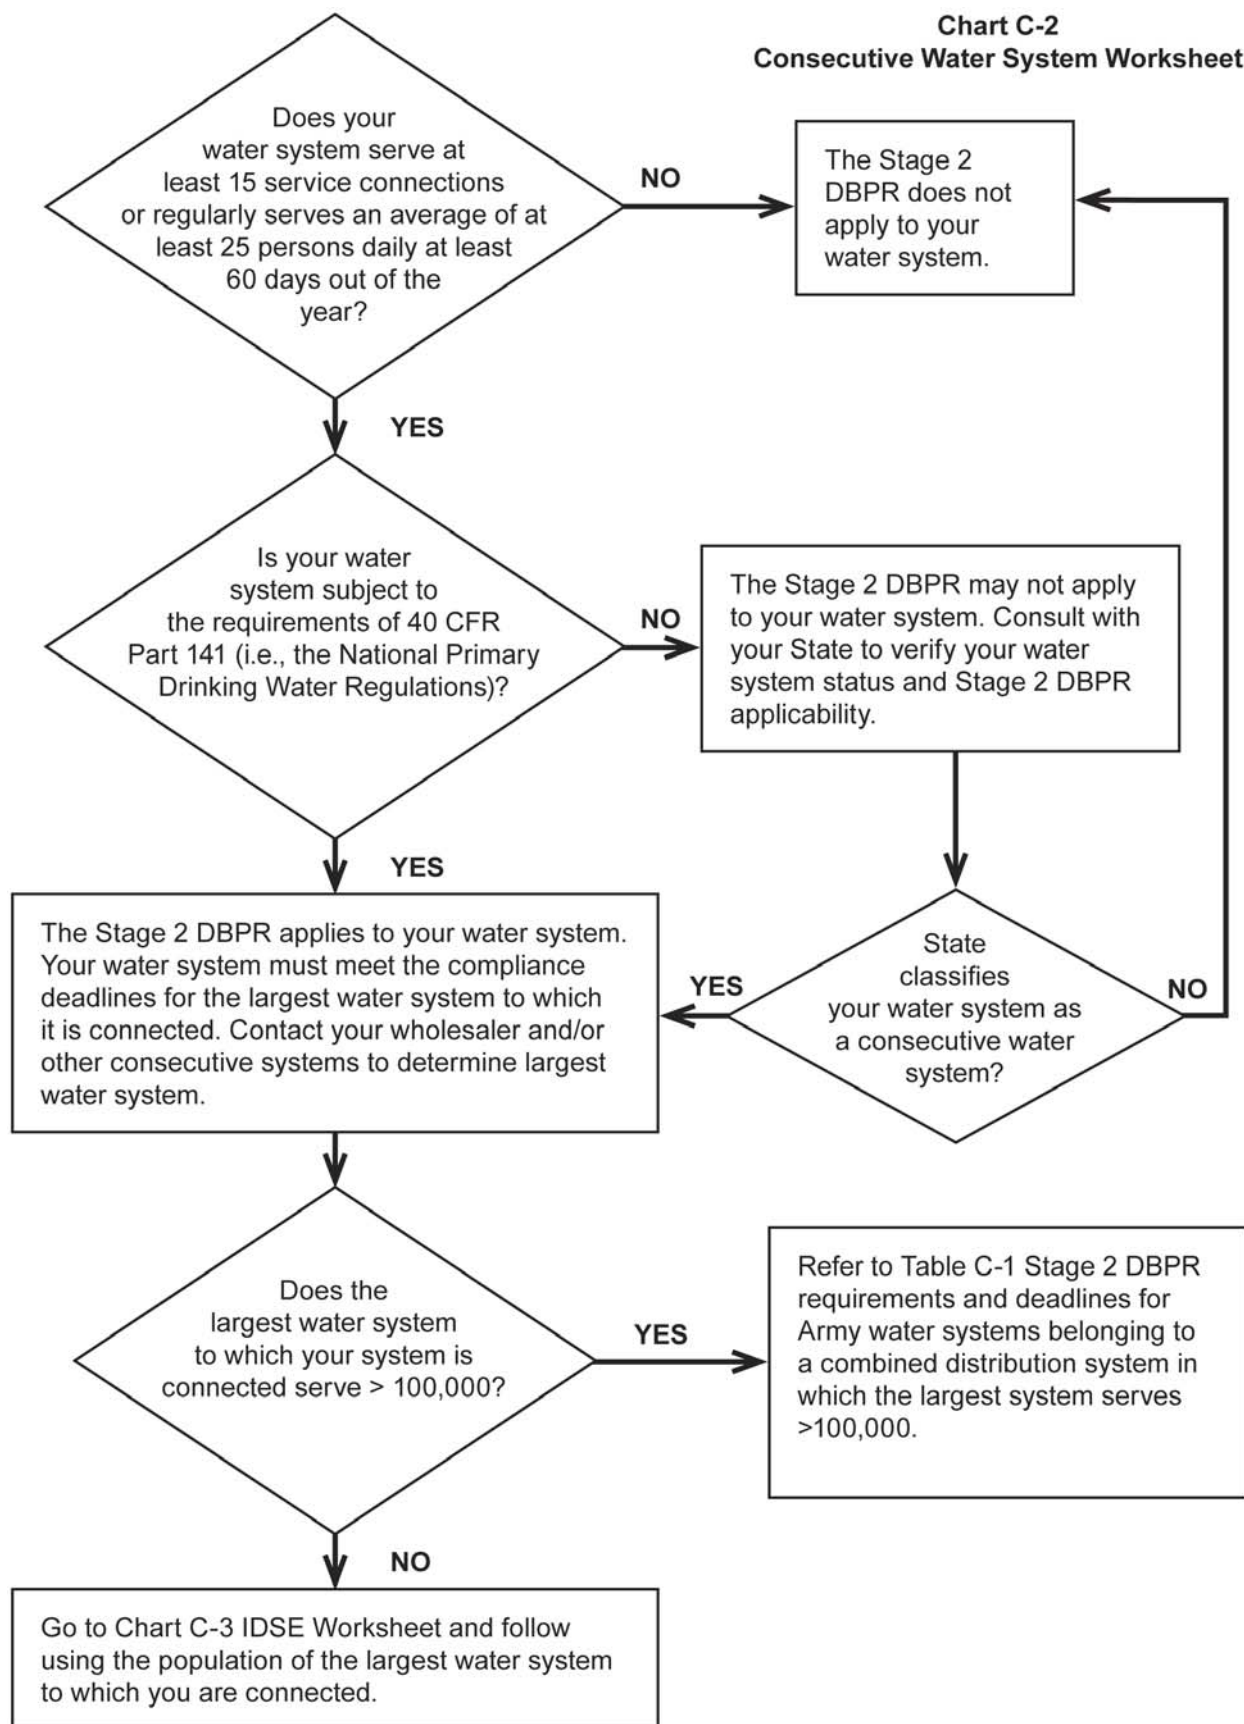 Chart C-2
Consecutive Water System Worksheet
Does your
water system serve at
least 15 service connections
or regularly serves an average of at
least 25 persons daily at least
60 days out of the
year?
NO
The Stage 2
DBPR does not
apply to your
water system.
YES
Is your water
system subject to
the requirements of 40 CFR
Part 141 (i.e., the National Primary
Drinking Water Regulations)?
NO
The Stage 2 DBPR may not apply
to your water system. Consult with
your State to verify your water
system status and Stage 2 DBPR
applicability.
YES
The Stage 2 DBPR applies to your water system.
Your water system must meet the compliance
deadlines for the largest water system to which
it is connected. Contact your wholesaler and/or
other consecutive systems to determine largest
water system.
YES
State
classifies
your water system as
a consecutive water
system?
NO
Does the
largest water system
to which your system is
connected serve > 100,000?
YES
Refer to Table C-1 Stage 2 DBPR
requirements and deadlines for
Army water systems belonging to
a combined distribution system in
which the largest system serves
>100,000.
NO
Go to Chart C-3 IDSE Worksheet and follow
using the population of the largest water system
to which you are connected.